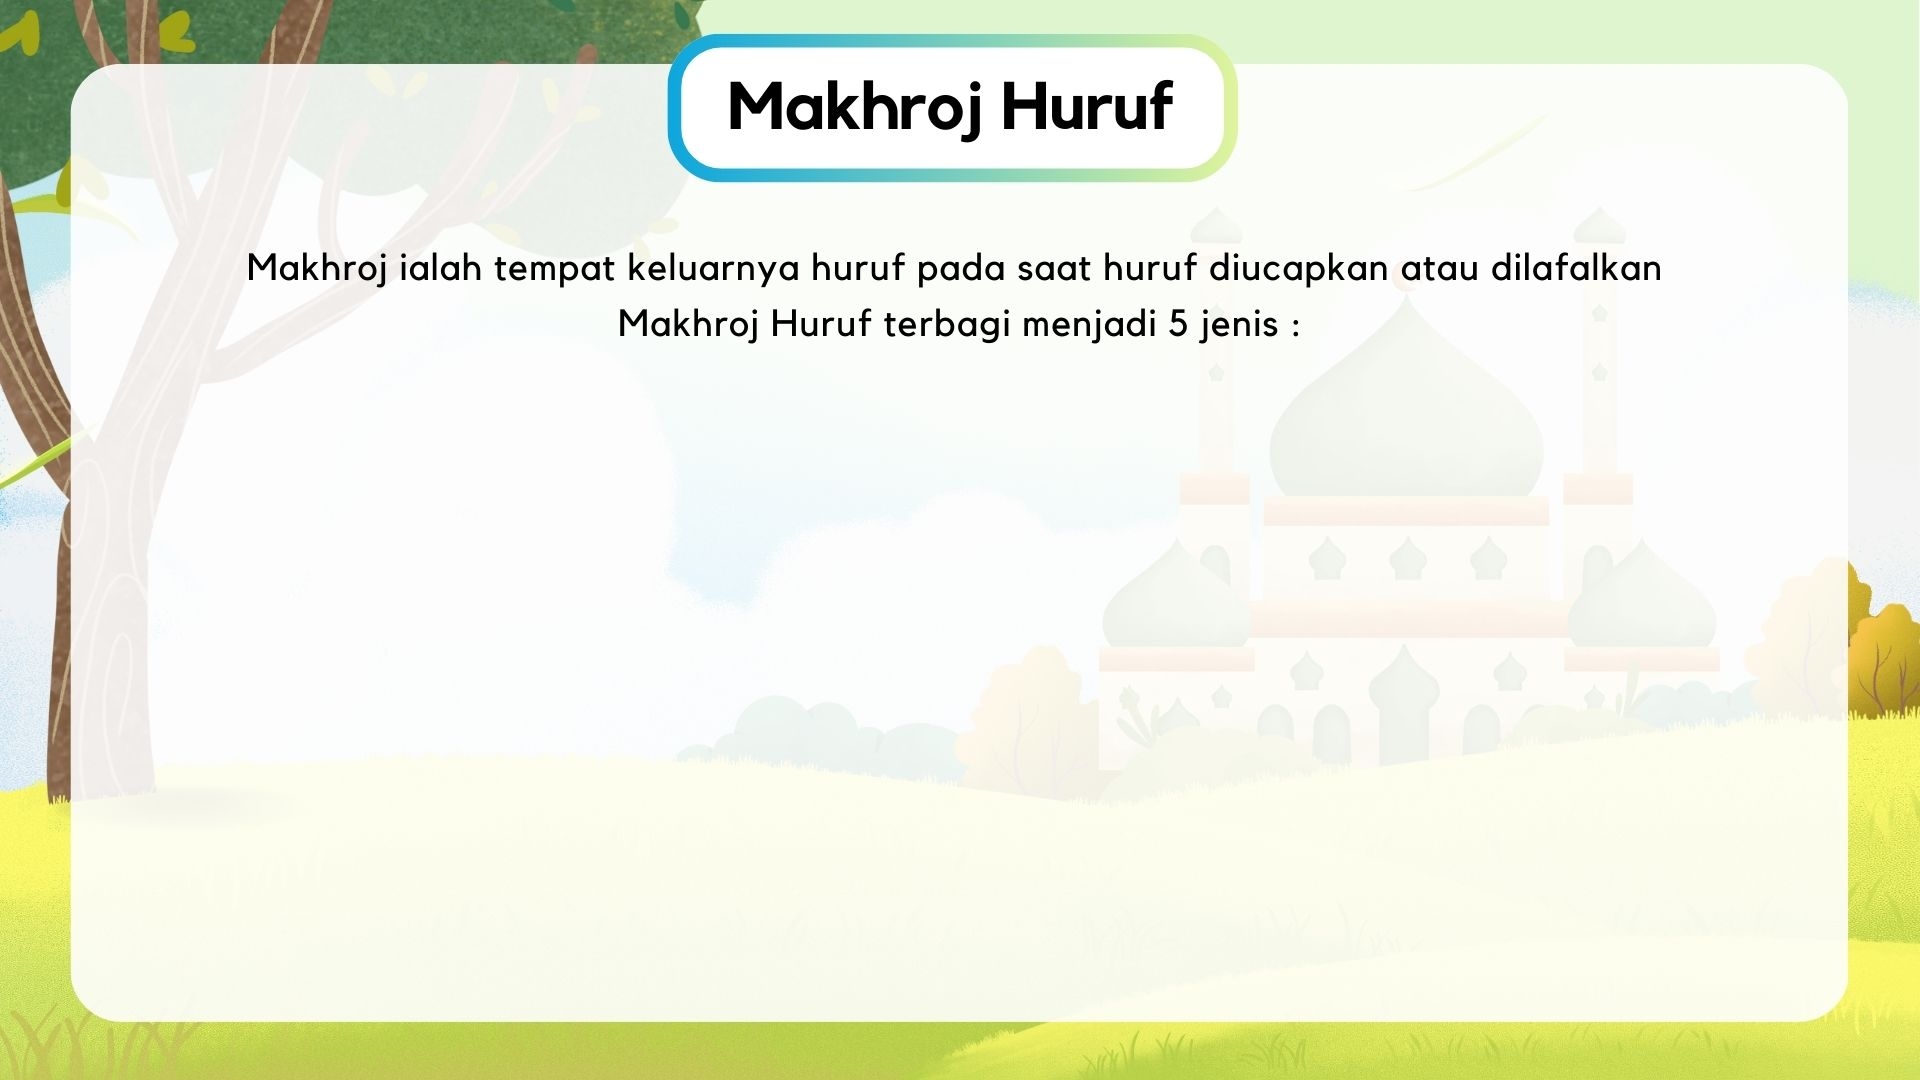 Makhroj Huruf
Makhroj ialah tempat keluarnya huruf pada saat huruf diucapkan atau dilafalkan
Makhroj Huruf terbagi menjadi 5 jenis :